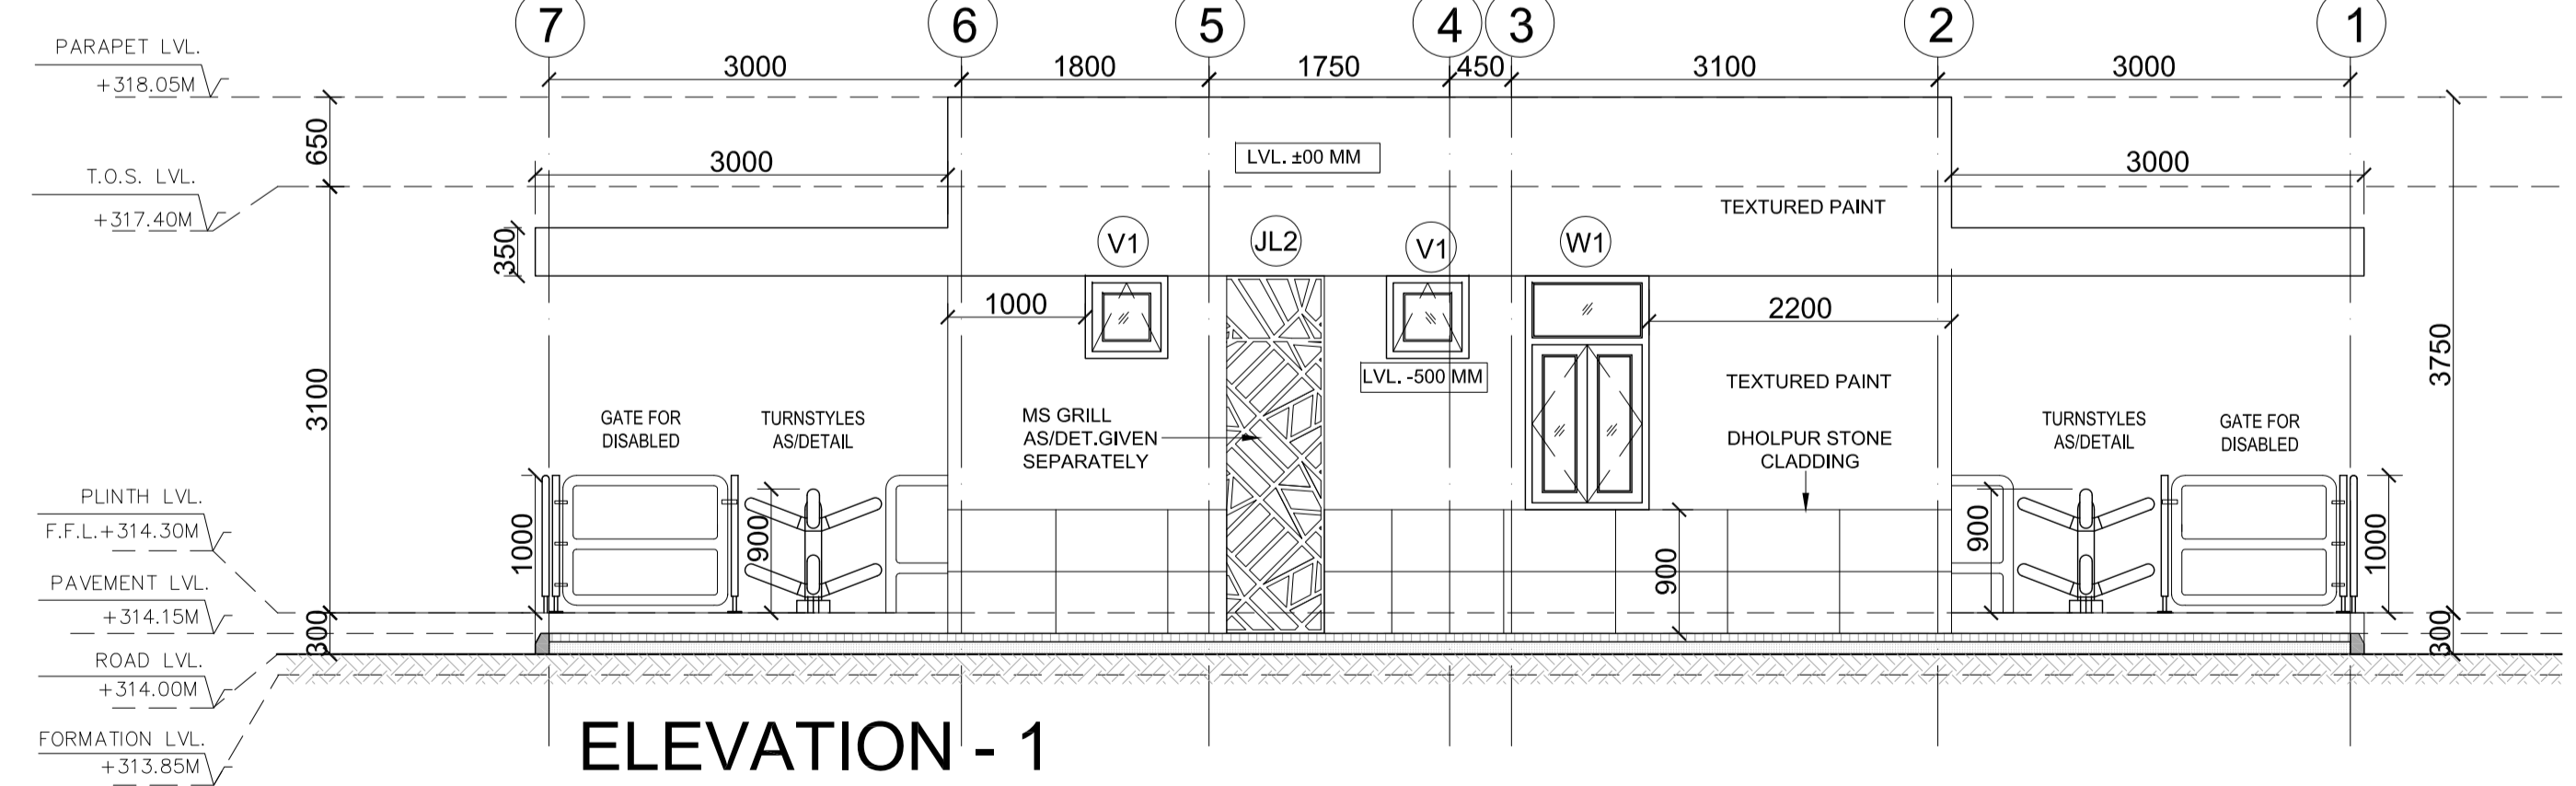 7 6 5 4 3 2 1
3000 1800 1750 450 3100 3000
PARAPET LVL.
+318.05M
650
3000
LVL. ±00 MM
3000
T.O.S. LVL.
+317.40M
TEXTURED PAINT
350
V1 JL2 V1 W1
1000
2200
3100
3750
LVL. -500 MM
TEXTURED PAINT
GATE FOR
DISABLED
TURNSTYLES
AS/DETAIL
MS GRILL
AS/DET.GIVEN
SEPARATELY
DHOLPUR STONE
CLADDING
TURNSTYLES
AS/DETAIL
GATE FOR
DISABLED
PLINTH LVL.
F.F.L.+314.30M
1000
900
900
900
1000
PAVEMENT LVL.
+314.15M
300
300
ROAD LVL.
+314.00M
FORMATION LVL.
+313.85M
ELEVATION - 1